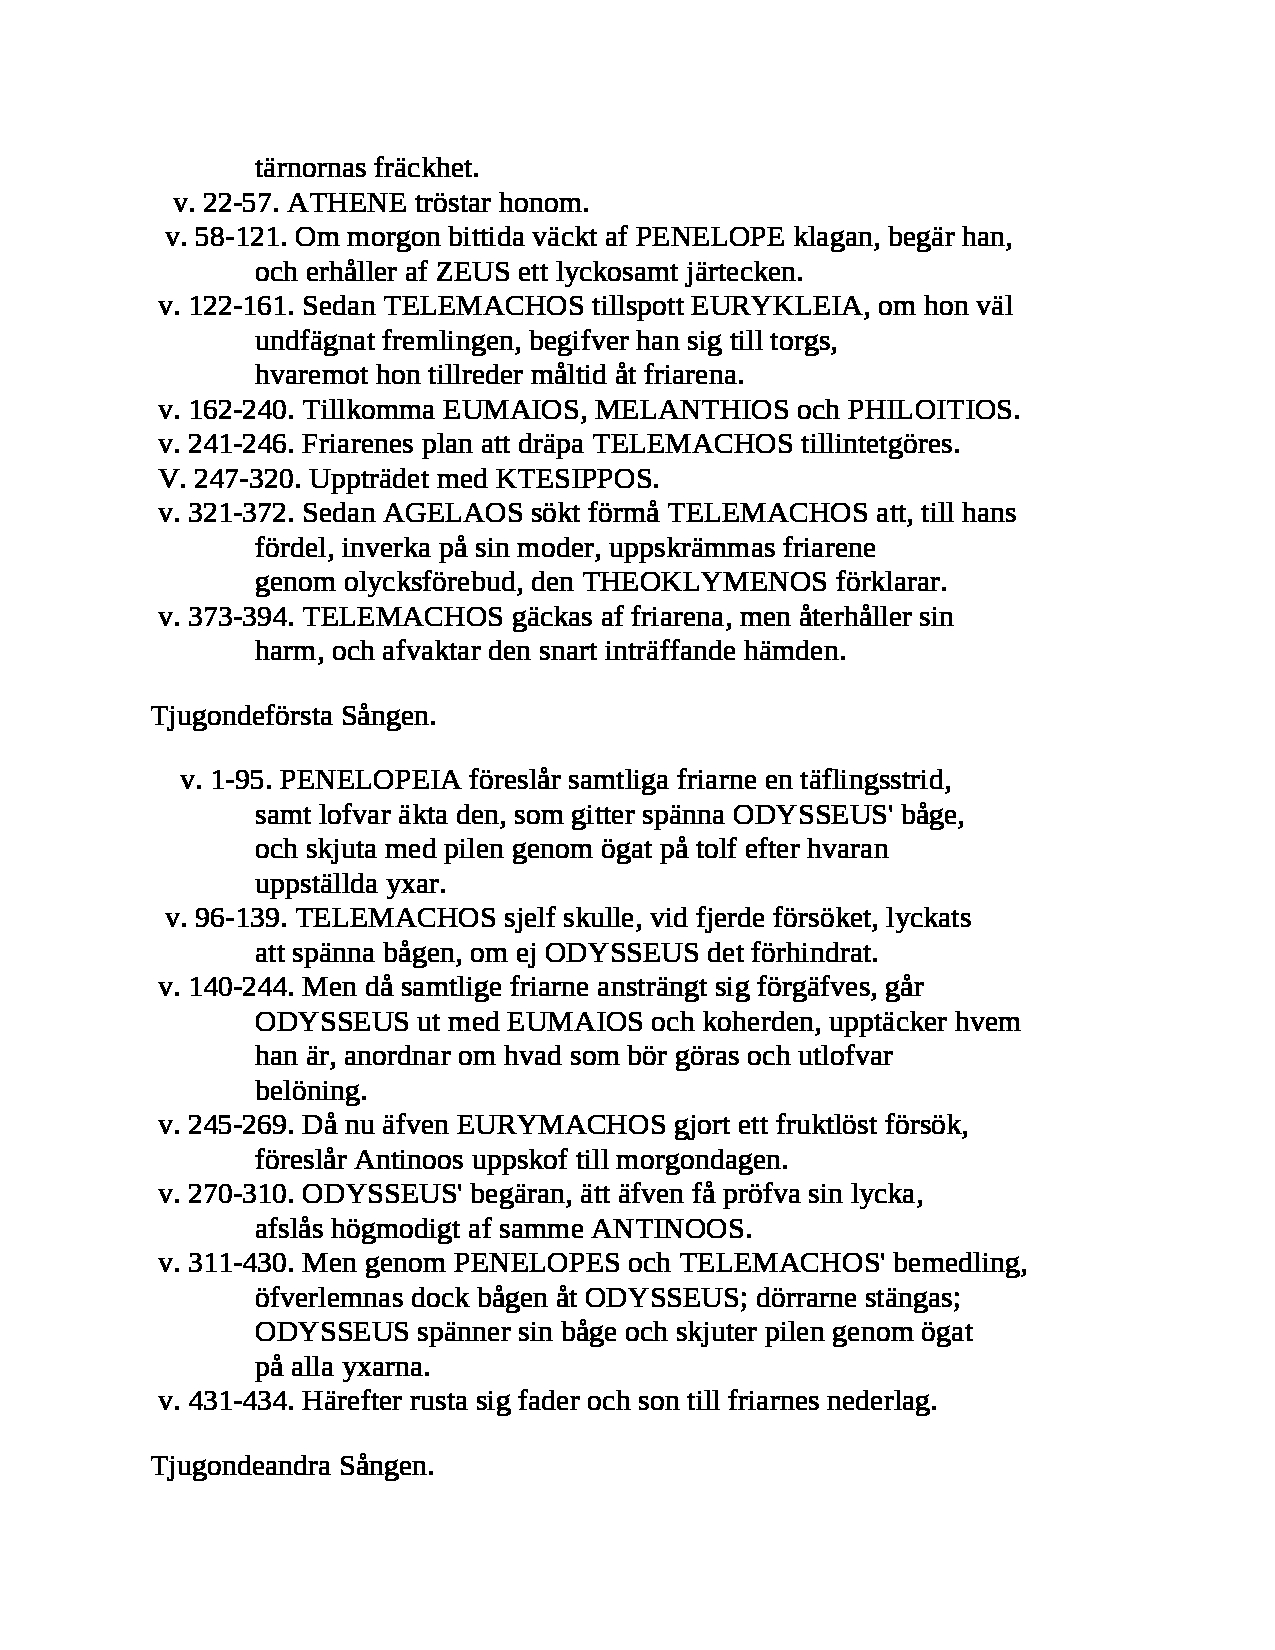 tärnornas fräckhet.
v. 22-57. ATHENE tröstar honom.
v. 58-121. Om morgon bittida väckt af PENELOPE klagan, begär han,
och erhåller af ZEUS ett lyckosamt järtecken.
v. 122-161. Sedan TELEMACHOS tillspott EURYKLEIA, om hon väl
undfägnat fremlingen, begifver han sig till torgs,
hvaremot hon tillreder måltid åt friarena.
v. 162-240. Tillkomma EUMAIOS, MELANTHIOS och PHILOITIOS.
v. 241-246. Friarenes plan att dräpa TELEMACHOS tillintetgöres.
V. 247-320. Uppträdet med KTESIPPOS.
v. 321-372. Sedan AGELAOS sökt förmå TELEMACHOS att, till hans
fördel, inverka på sin moder, uppskrämmas friarene
genom olycksförebud, den THEOKLYMENOS förklarar.
v. 373-394. TELEMACHOS gäckas af friarena, men återhåller sin
harm, och afvaktar den snart inträffande hämden.
Tjugondeförsta Sången.
v. 1-95. PENELOPEIA föreslår samtliga friarne en täflingsstrid,
samt lofvar äkta den, som gitter spänna ODYSSEUS' båge,
och skjuta med pilen genom ögat på tolf efter hvaran
uppställda yxar.
v. 96-139. TELEMACHOS sjelf skulle, vid fjerde försöket, lyckats
att spänna bågen, om ej ODYSSEUS det förhindrat.
v. 140-244. Men då samtlige friarne ansträngt sig förgäfves, går
ODYSSEUS ut med EUMAIOS och koherden, upptäcker hvem
han är, anordnar om hvad som bör göras och utlofvar
belöning.
v. 245-269. Då nu äfven EURYMACHOS gjort ett fruktlöst försök,
föreslår Antinoos uppskof till morgondagen.
v. 270-310. ODYSSEUS' begäran, ätt äfven få pröfva sin lycka,
afslås högmodigt af samme ANTINOOS.
v. 311-430. Men genom PENELOPES och TELEMACHOS' bemedling,
öfverlemnas dock bågen åt ODYSSEUS; dörrarne stängas;
ODYSSEUS spänner sin båge och skjuter pilen genom ögat
på alla yxarna.
v. 431-434. Härefter rusta sig fader och son till friarnes nederlag.
Tjugondeandra Sången.